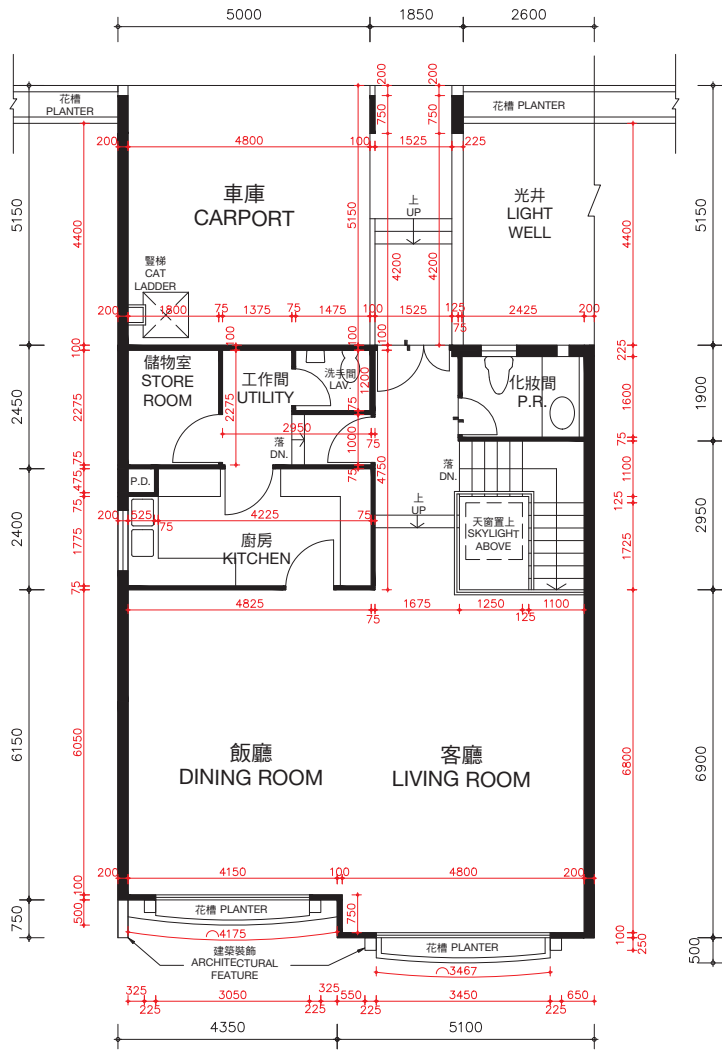 5000
1850
2600
花槽
PLANTER
200
750
200
750
花槽 PLANTER
200
4800
100
1525
225
5150
4400
車庫
CARPORT
5150
上
UP
光井
LIGHT
WELL
4400
5150
豎梯
CAT
LADDER
4200
4200
200
1800
75
1375
75
1475
100
1525
125
75
2425
200
100
100
100
100
225
儲物室
STORE
ROOM
工作間
UTILITY
洗手間
LAV.
1200
化妝間
P.R.
1600
1900
2450
2275
2275
2950
75
75
75
落
DN.
1000
75
4750
落
DN.
75
1100
475
P.D.
75
上
UP
125
200
525
75
4225
75
天窗置上
SKYLIGHT
ABOVE
2950
2400
1775
廚房
KITCHEN
1725
75
4825
75
1675
1250
125
1100
6150
6050
飯廳
DINING ROOM
客廳
LIVING ROOM
6800
6900
200
4150
100
4800
200
100
750
500
花槽 PLANTER
750
4175
花槽 PLANTER
100
250
500
建築裝飾
ARCHITECTURAL
FEATURE
3467
325
225
3050
225
325
550
225
3450
225
650
4350
5100